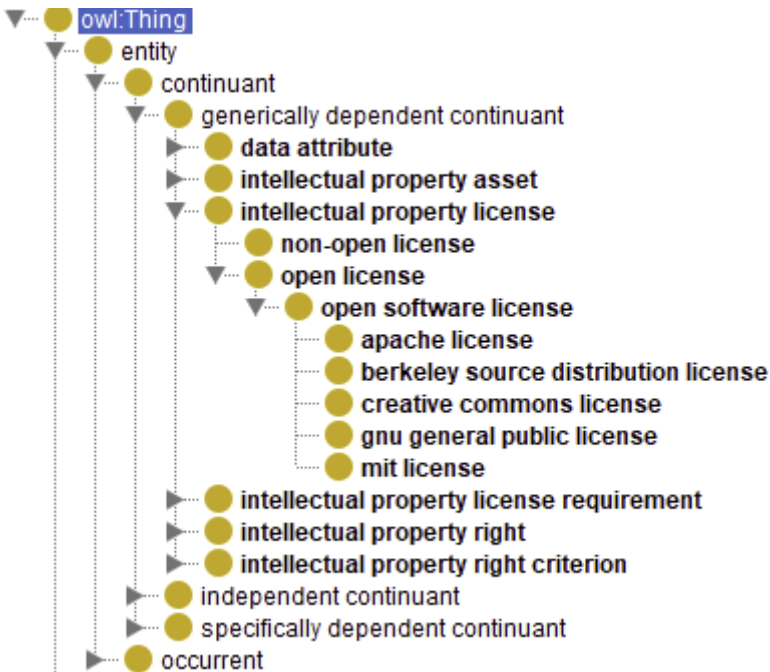 owl:Thing
entity
continuant
generically dependent continuant
data attribute
intellectual property asset
intellectual property license
non-open license
open license
open software license
apache license
berkeley source distribution license
creative commons license
gnu general public license
mit license
intellectual property license requirement
intellectual property right
intellectual property right criterion
independent continuant
specifically dependent continuant
occurrent